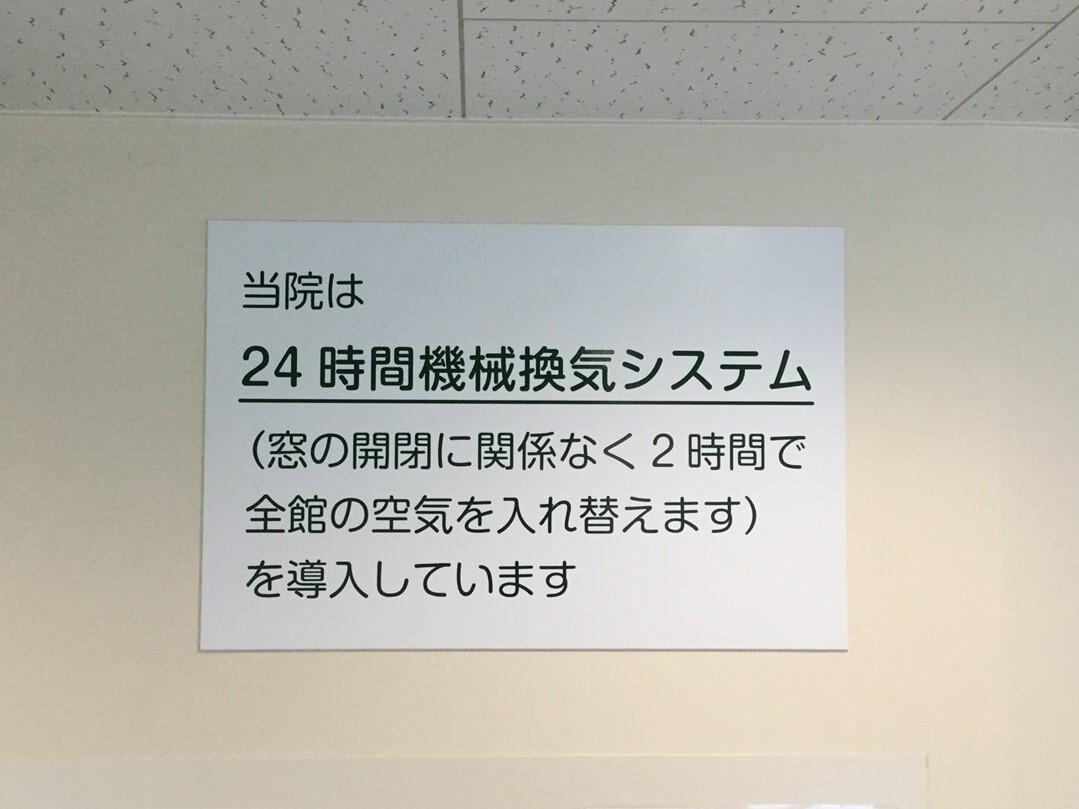 当院は
24時間機械換気システム
（窓の開閉に関係なく2時間で
全館の空気を入れ替えます）
を導入しています